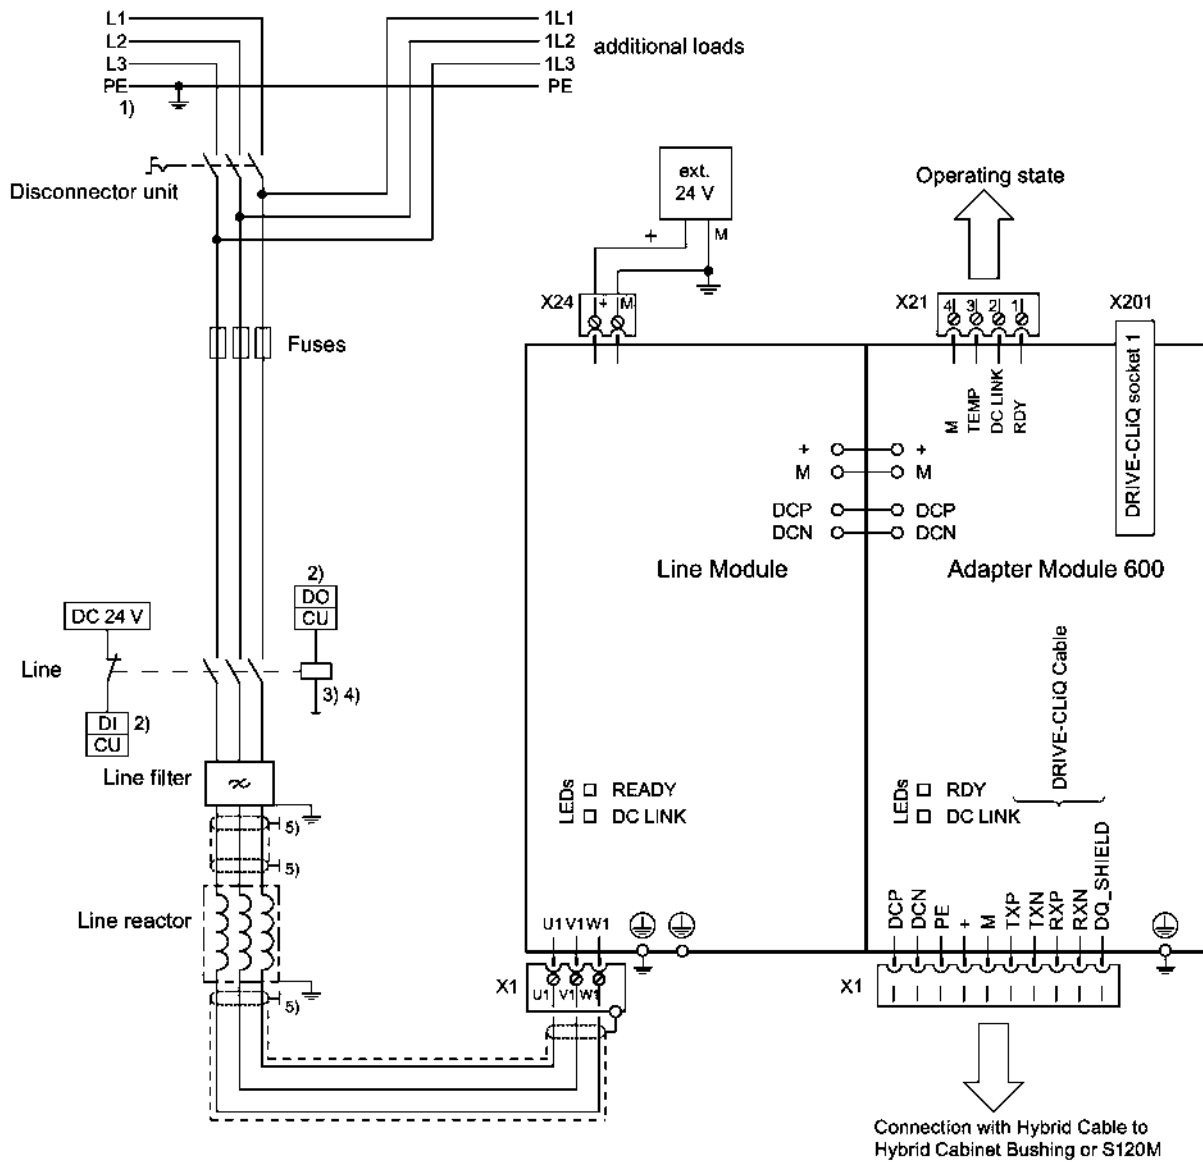 L1
1L1
L2
1L2
additional loads
L3
1L3
PE
PE
1)
Disconnector unit
ext.
24 V
+
M
Operating state
X24
+
M
X21
4
3
2
1
X201
Fuses
M
TEMP
DC LINK
RDY
DRIVE-CLiQ socket 1
+
+
M
M
DCP
DCP
DCN
DCN
Line Module
Adapter Module 600
2)
DO
CU
DC 24 V
Line
3) 4)
DI
CU
2)
Line filter
5)
5)
Line reactor
5)
LEDs
READY
DC LINK
LEDs
RDY
DC LINK
DRIVE-CLiQ Cable
U1 V1 W1
DCP
DCN
PE
+
M
TXP
TXN
RXP
RXN
DQ_SHIELD
X1
U1 V1 W1
X1
Connection with Hybrid Cable to
Hybrid Cabinet Bushing or S120M